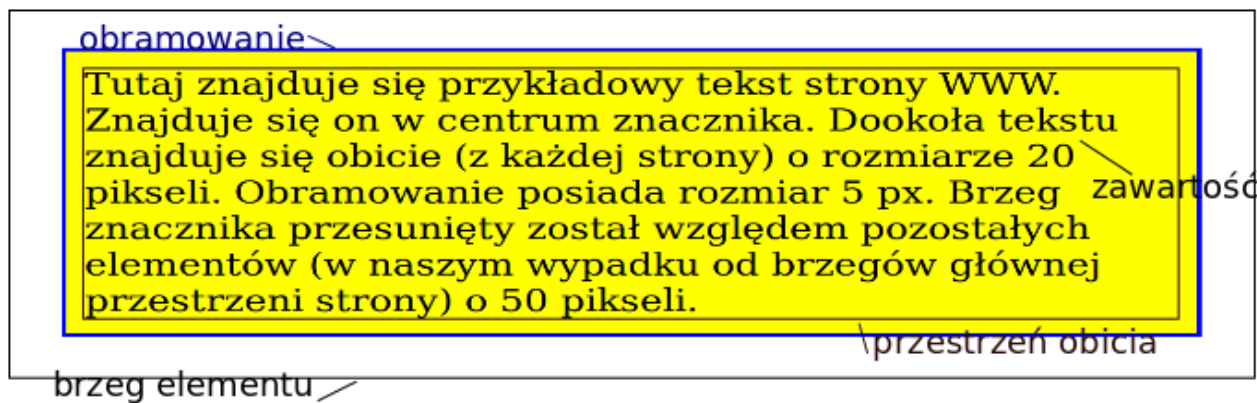 obramowanie
Tutaj znajduje się przykładowy tekst strony WWW.
Znajduje się on w centrum znacznika. Dookoła tekstu
znajduje się obicie (z każdej strony) o rozmiarze 20
pikseli. Obramowanie posiada rozmiar 5 px. Brzeg
zawartość
znacznika przesunięty został względem pozostałych
elementów (w naszym wypadku od brzegów głównej
przestrzeni strony) o 50 pikseli.
przestrzeń obicia
brzeg elementu